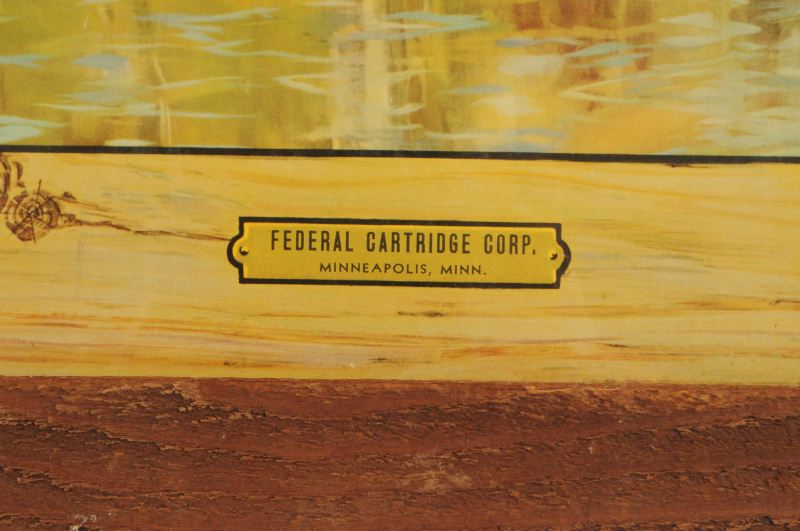 FEDERAL CARTRIDGE CORP.
MINNEAPOLIS, MINN.